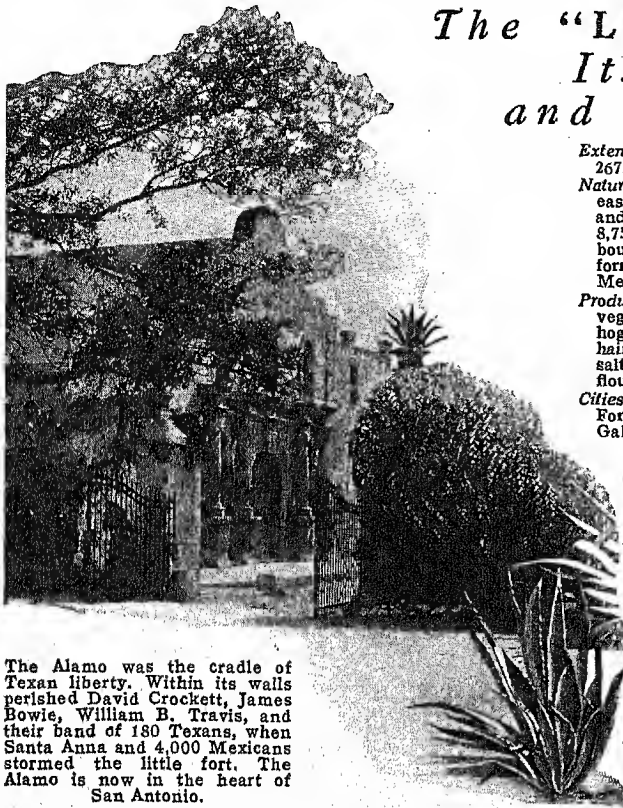 The "L
It
and
Exten
267
Natur
eas
and
8,75
bou
for
Me
Produ
veg
hog
hair
salt
flou
Cities
For
Gal
The Alamo was the cradle of
Texan liberty. Within its walls
perished David Crockett, James
Bowie, William B. Travis, and
their band of 180 Texans, when
Santa Anna and 4,000 Mexicans
stormed the little fort. The
Alamo is now in the heart of
San Antonio.